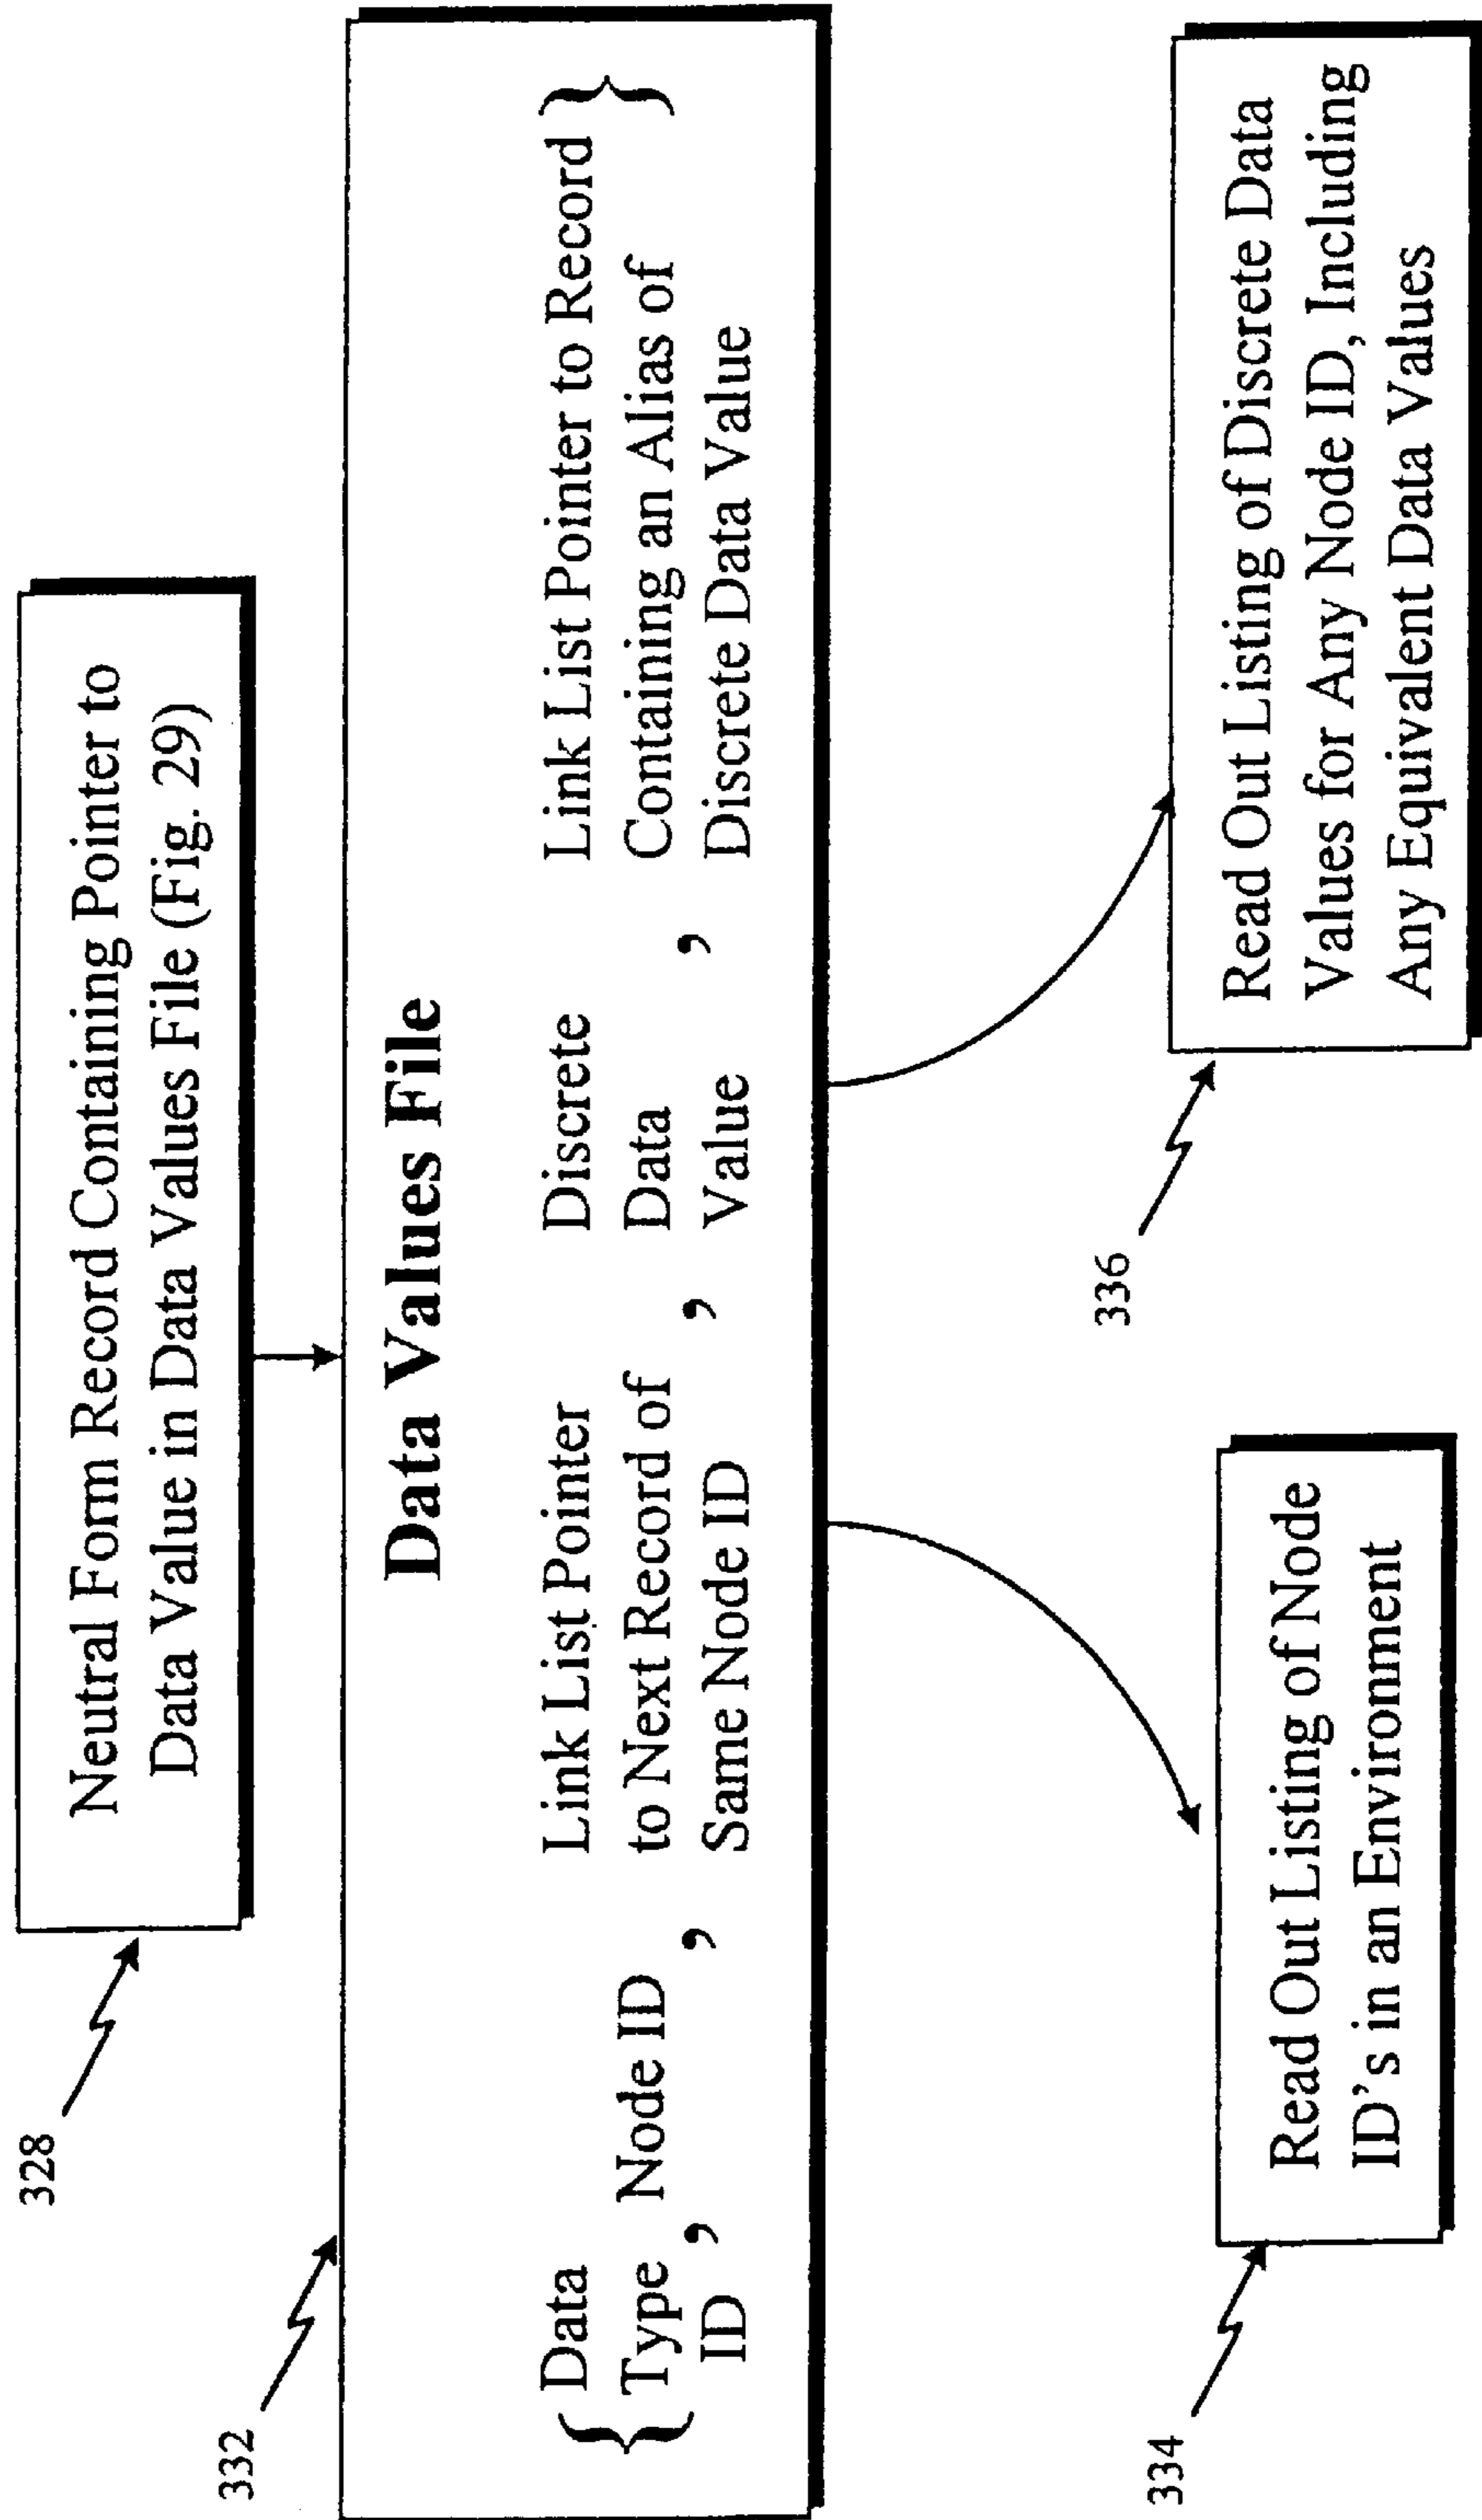 328
Neutral Form Record Containing Pointer to
Data Value in Data Values File (Fig. 29)
332
Data Values File
{ Data
Type
ID
,
Node ID
,
Link List Pointer
to Next Record of
Same Node ID
,
Discrete
Data
Value
,
Link List Pointer to Record
Containing an Alias of
Discrete Data Value
}
334
Read Out Listing of Node
ID's in an Environment
336
Read Out Listing of Discrete Data
Values for Any Node ID, Including
Any Equivalent Data Values